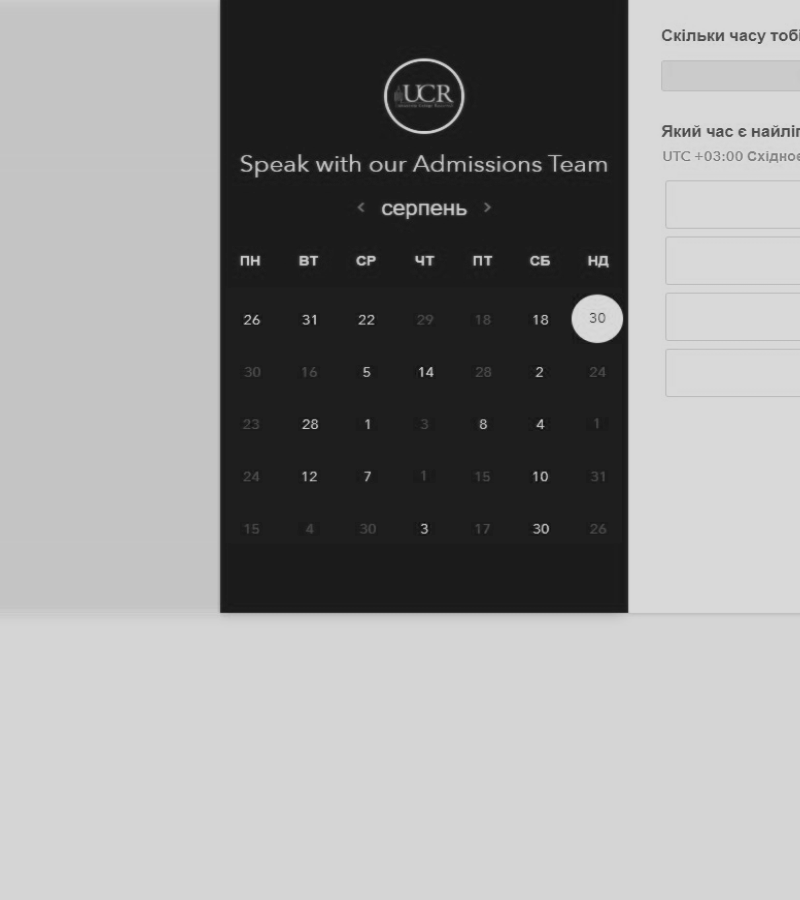 UCR
Speak with our Admissions Team
серпень
ПН ВТ СР ЧТ ПТ СБ НД
26 31 22 29 18 18 30
30 16 5 14 28 2 24
23 28 1 3 8 4 1
24 12 7 1 15 10 31
15 4 30 3 17 30 26
Скільки часу тобі
Який час є найліп
UTC +03:00 Східноє